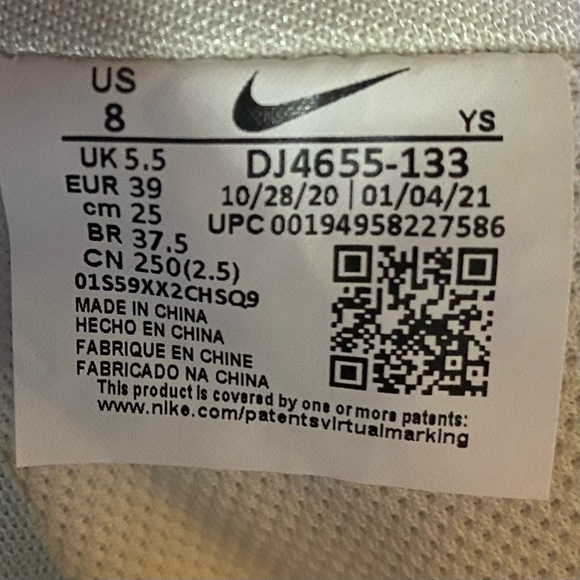 US
8
YS
UK 5.5
EUR 39
cm 25
BR 37.5
CN 250(2.5)
DJ4655-133
10/28/20 | 01/04/21
UPC 00194958227586
01S59XX2CHSQ9
MADE IN CHINA
HECHO EN CHINA
FABRIQUE EN CHINE
FABRICADO NA CHINA
This product is covered by one or more patents:
www.nike.com/patentsvirtualmarking